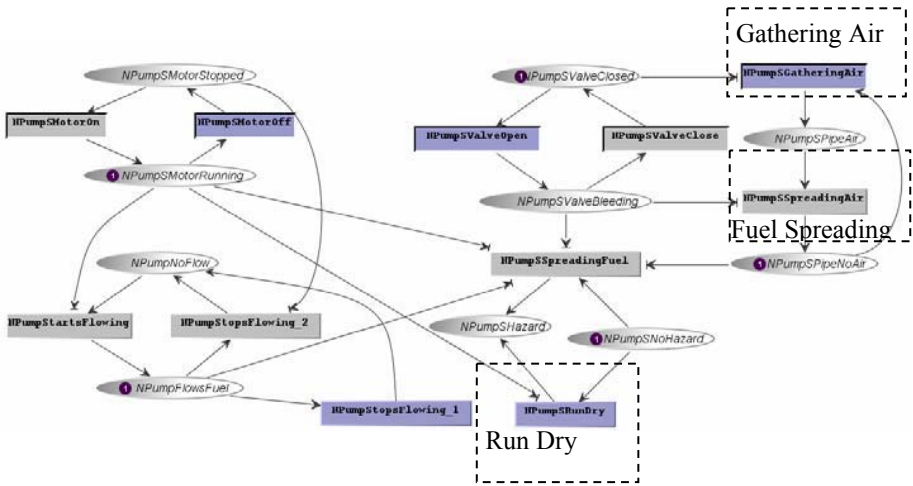 Gathering Air
NPumpSMotorStopped
1 NPumpSValveClosed
NPumpSGatheringAir
NPumpSMotorOn
NPumpSMotorOff
NPumpSValveOpen
NPumpSValveClose
NPumpSPipeAir
1 NPumpSMotorRunning
NPumpSValveBleeding
NPumpSSpreadingAir
Fuel Spreading
NPumpNoFlow
NPumpSSpreadingFuel
1 NPumpSPipeNoAir
NPumpStartsFlowing
NPumpStopsFlowing_2
NPumpSHazard
1 NPumpSNoHazard
1 NPumpFlowsFuel
NPumpStopsFlowing_1
NPumpSRunDry
Run Dry